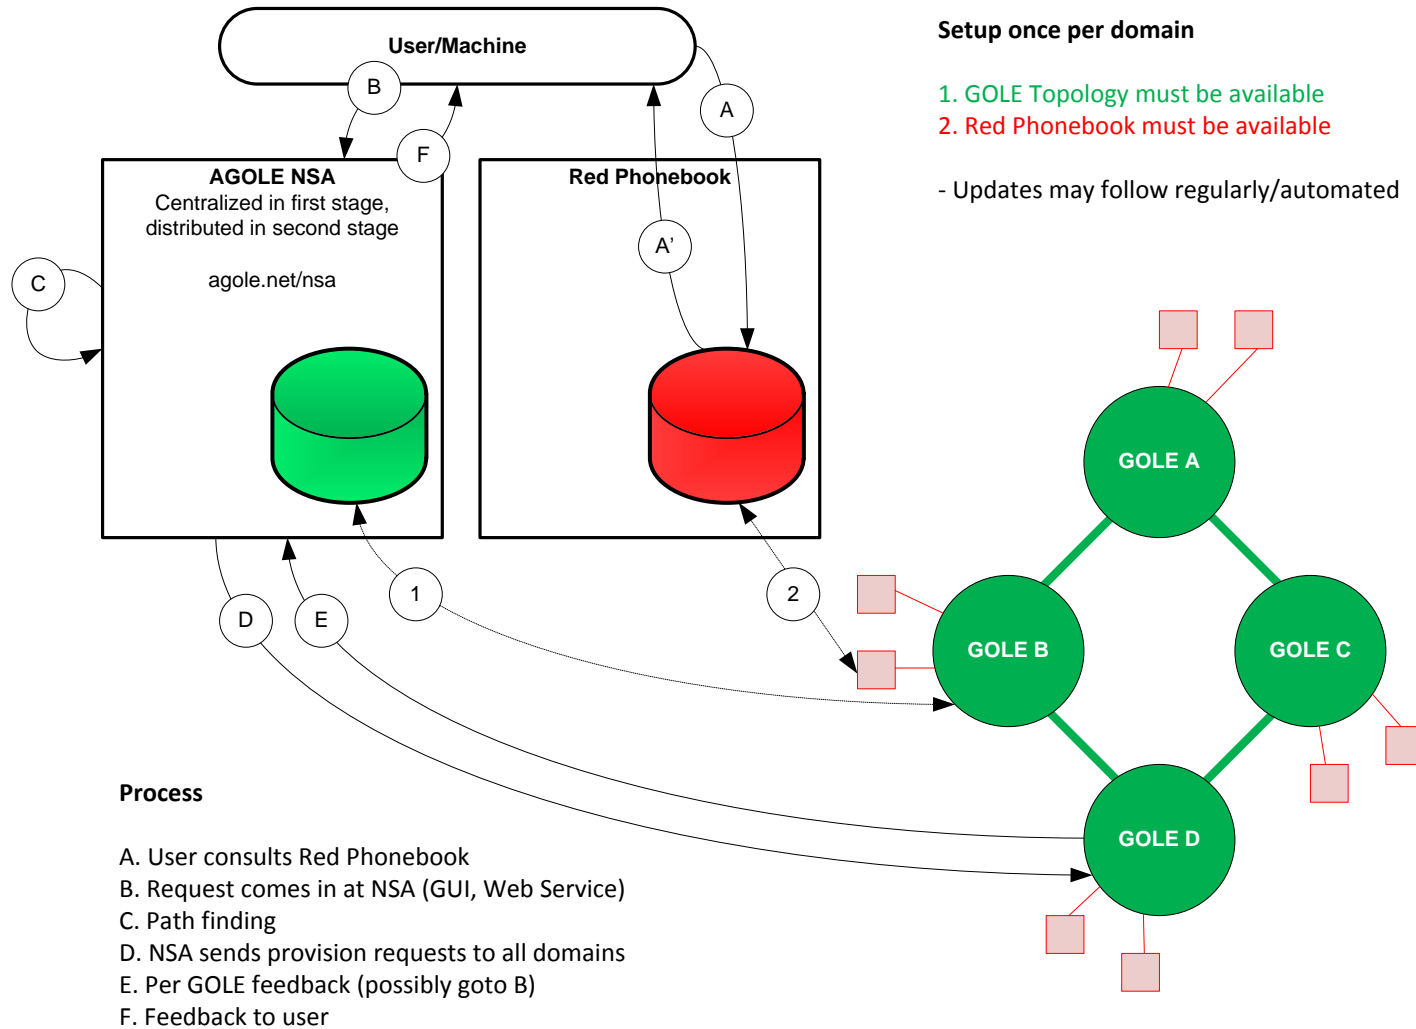 User/Machine
B
A
F
AGOLE NSA
Centralized in first stage,
distributed in second stage
agole.net/nsa
C
Red Phonebook
A'
Setup once per domain
1. GOLE Topology must be available
2. Red Phonebook must be available
- Updates may follow regularly/automated
D
E
1
2
GOLE A
GOLE B
GOLE C
GOLE D
Process
A. User consults Red Phonebook
B. Request comes in at NSA (GUI, Web Service)
C. Path finding
D. NSA sends provision requests to all domains
E. Per GOLE feedback (possibly goto B)
F. Feedback to user